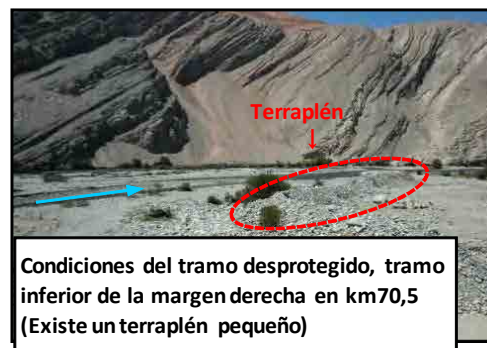 Terraplén
Condiciones del tramo desprotegido, tramo
inferior de la margen derecha en km70,5
(Existe un terraplén pequeño)